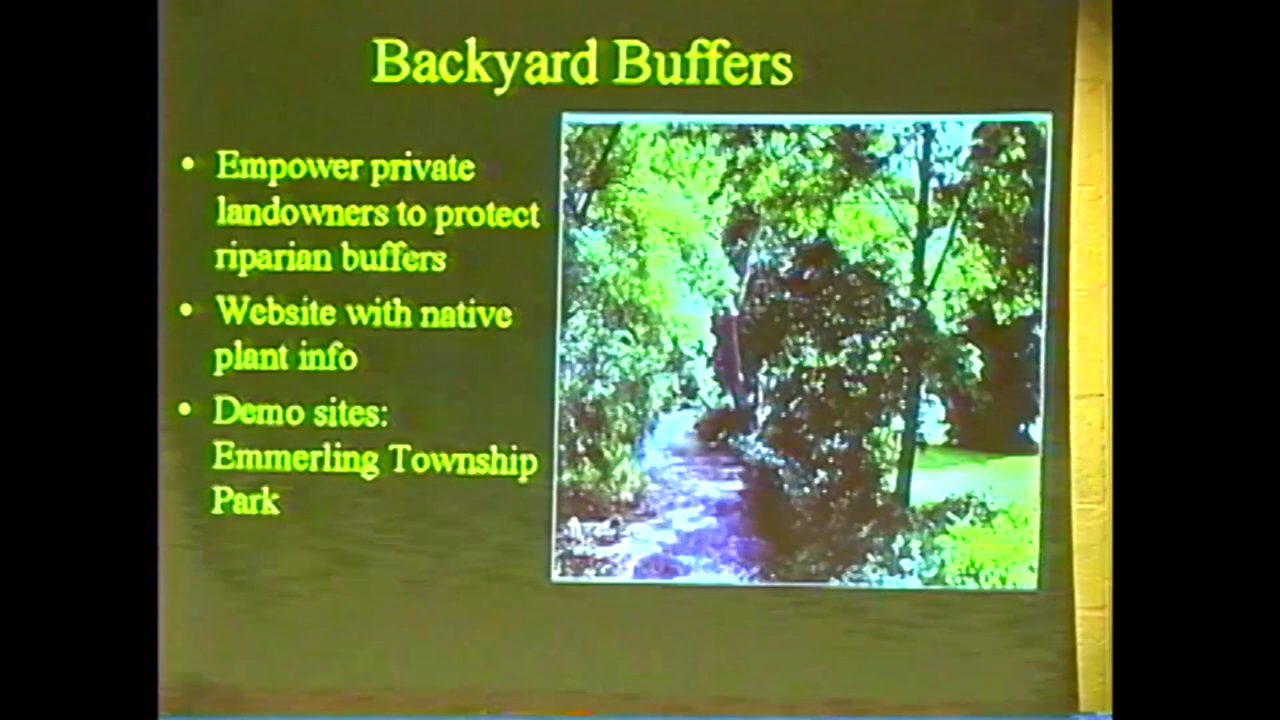 Backyard Buffers
• Empower private
landowners to protect
riparian buffers
• Website with native
plant info
• Demo sites:
Emmerling Township
Park